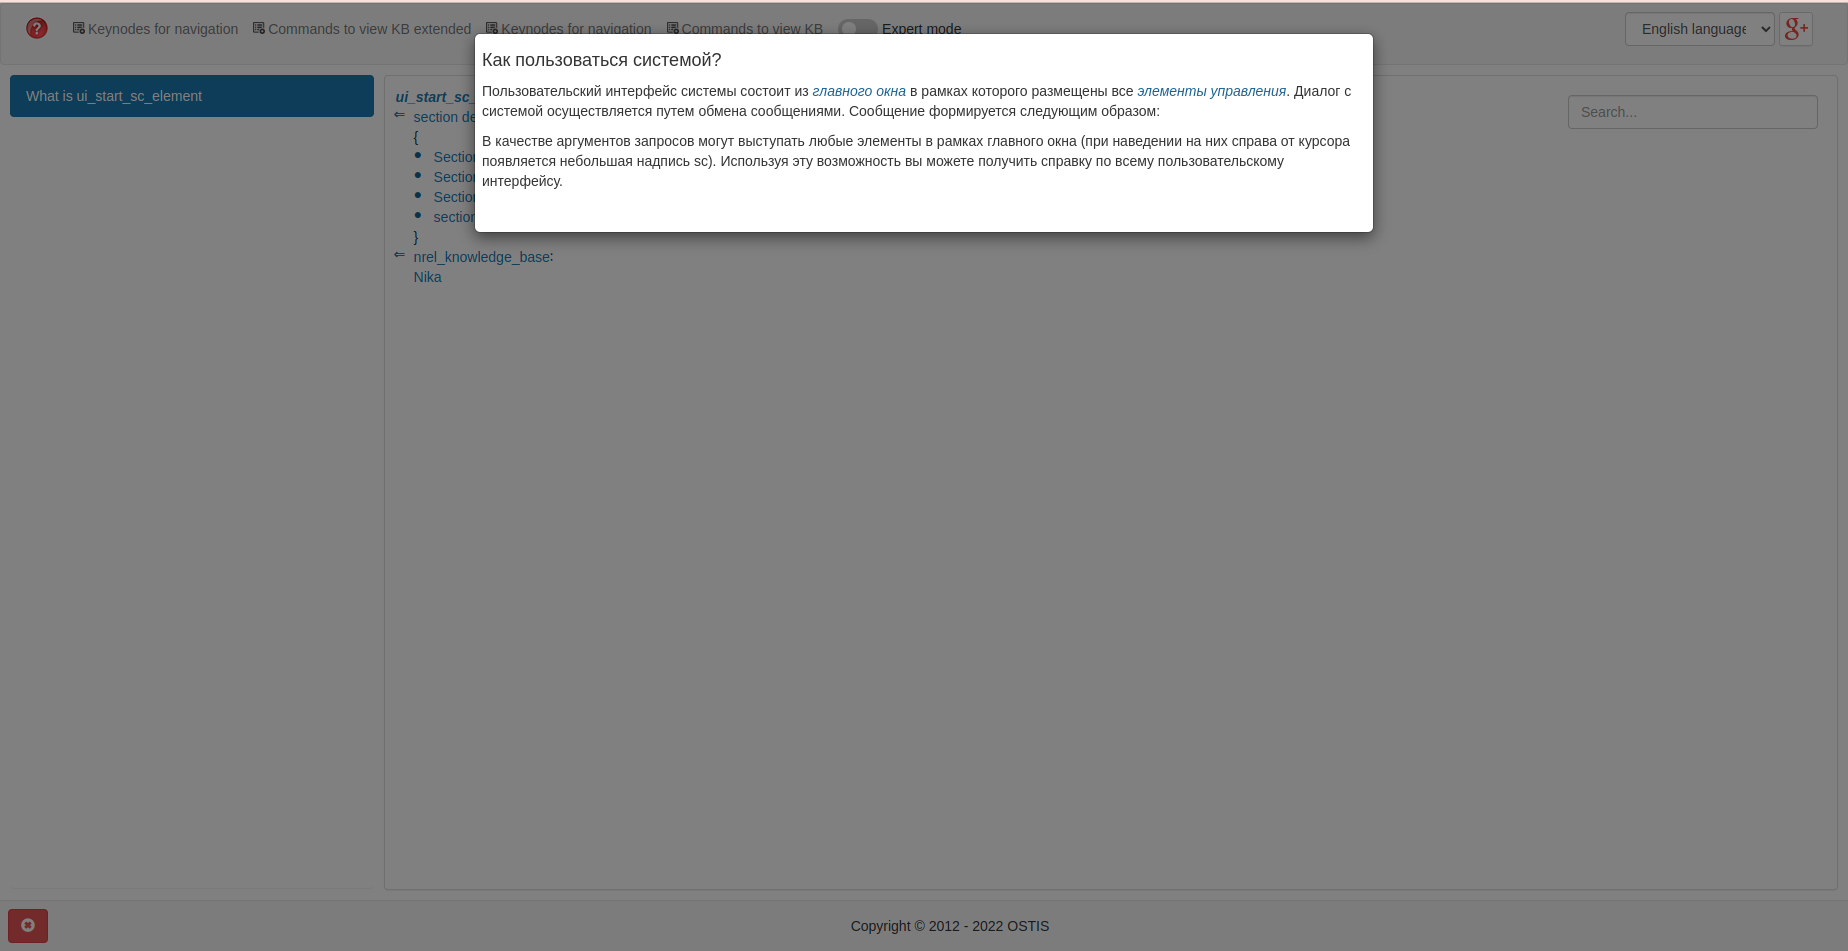 Keynodes for navigation Commands to view KB extended Keynodes for navigation Commands to view KB Expert mode English language g+
What is ui_start_sc_element
Как пользоваться системой?
Пользовательский интерфейс системы состоит из главного окна в рамках которого размещены все элементы управления. Диалог с
системой осуществляется путем обмена сообщениями. Сообщение формируется следующим образом:
В качестве аргументов запросов могут выступать любые элементы в рамках главного окна (при наведении на них справа от курсора
появляется небольшая надпись sc). Используя эту возможность вы можете получить справку по всему пользовательскому
интерфейсу.
ui_start_sc_
⇐ section de
{
• Section
• Section
• Section
• section
}
⇐ nrel_knowledge_base:
Nika
Search...
Copyright © 2012 - 2022 OSTIS